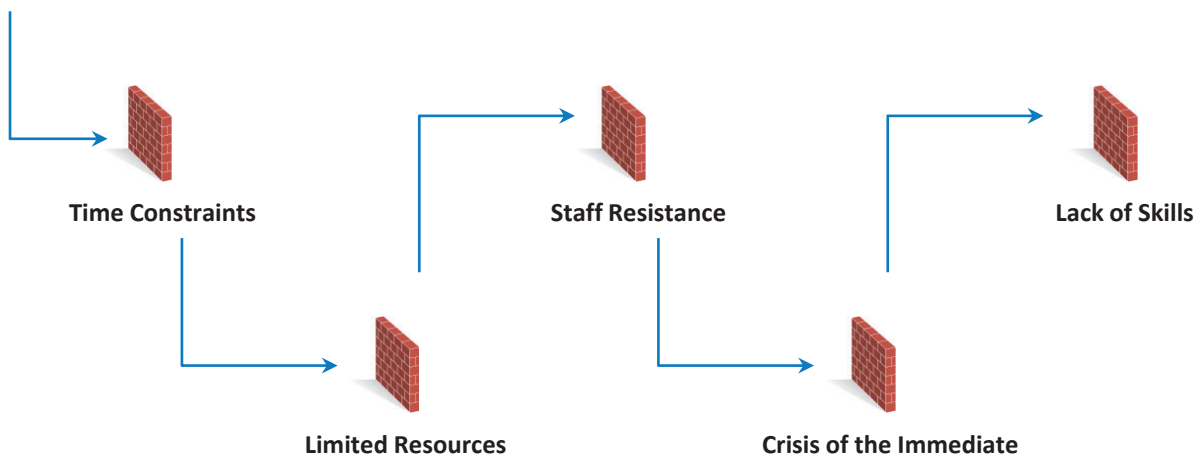 Time Constraints
Limited Resources
Staff Resistance
Crisis of the Immediate
Lack of Skills